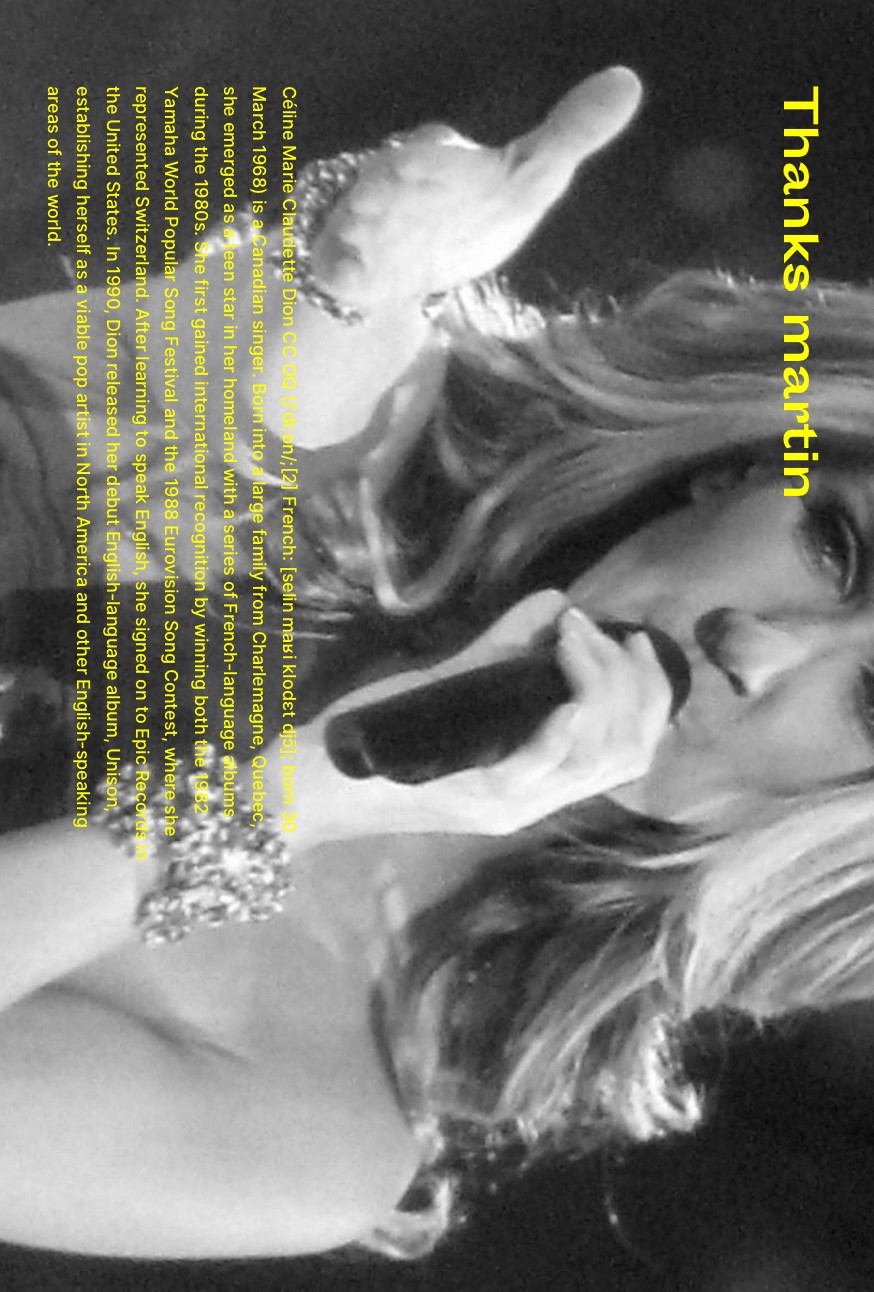 Thanks martin
Céline Marie Claudette Dion CC OQ (/ˈdiːɒn/;[2] French: [selin maʁi klodɛt djɔ̃]; born 30
March 1968) is a Canadian singer. Born into a large family from Charlemagne, Quebec,
she emerged as a teen star in her homeland with a series of French-language albums
during the 1980s. She first gained international recognition by winning both the 1982
Yamaha World Popular Song Festival and the 1988 Eurovision Song Contest, where she
represented Switzerland. After learning to speak English, she signed on to Epic Records in
the United States. In 1990, Dion released her debut English-language album, Unison,
establishing herself as a viable pop artist in North America and other English-speaking
areas of the world.